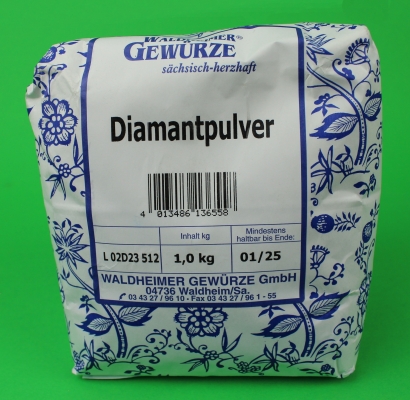 WALDHEIMER®
GEWÜRZE
sächsisch-herzhaft
Diamantpulver
4 013486 136558
Inhalt kg
Mindestens
haltbar bis Ende:
L 02D23 512
1,0 kg
01/25
WALDHEIMER GEWÜRZE GmbH
04736 Waldheim/Sa.
03 43 27 / 96 10 - Fax 03 43 27 / 96 1 - 55